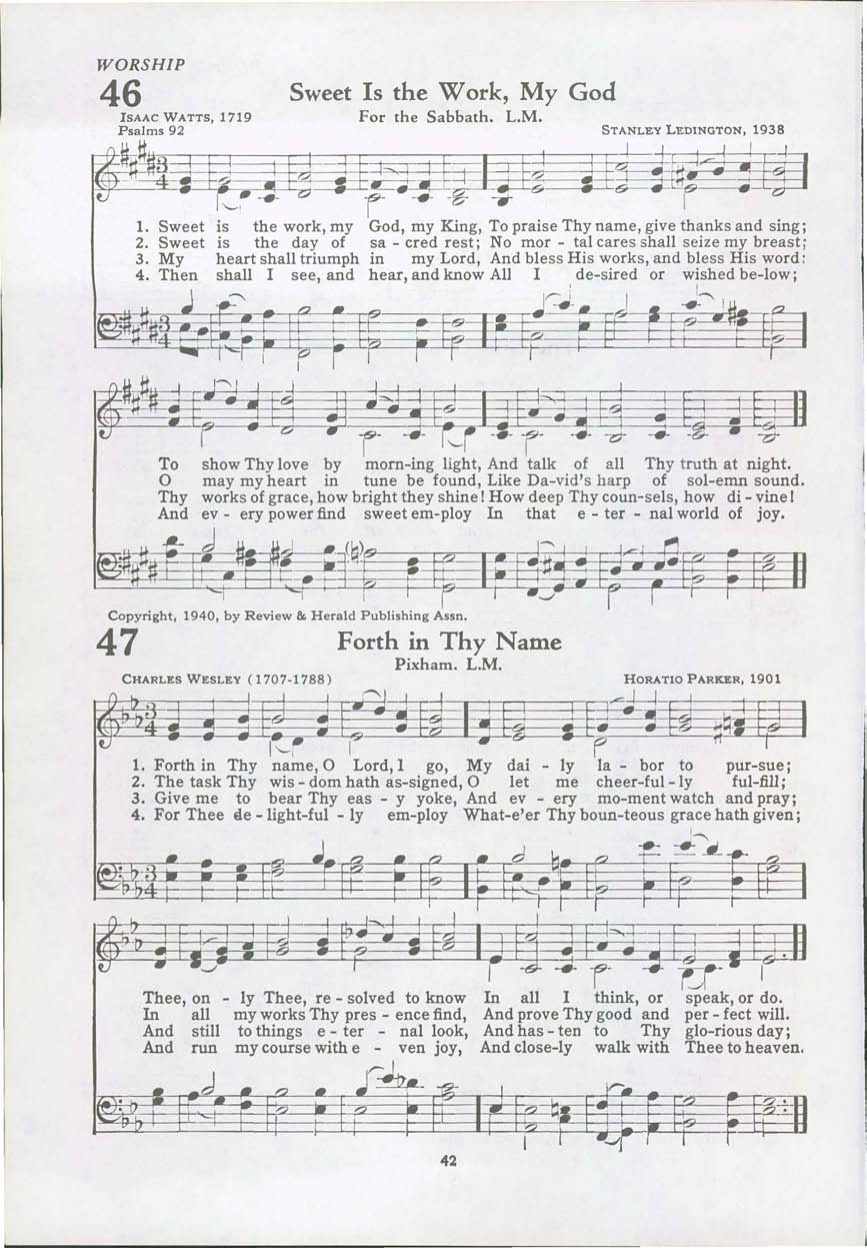 WORSHIP
46
Sweet Is the Work, My God
ISAAC WATTS, 1719
For the Sabbath. L.M.
Psalms 92
STANLEY LEDINGTON, 1938
1. Sweet is the work, my God, my King, To praise Thy name, give thanks and sing;
2. Sweet is the day of sa - cred rest; No mor - tal cares shall seize my breast;
3. My heart shall triumph in my Lord, And bless His works, and bless His word:
4. Then shall I see, and hear, and know All I de-sired or wished be-low;
To show Thy love by morn-ing light, And talk of all Thy truth at night.
O may my heart in tune be found, Like Da-vid's harp of sol-emn sound.
Thy works of grace, how bright they shine! How deep Thy coun-sels, how di - vine!
And ev - ery power find sweet em-ploy In that e - ter - nal world of joy.
Copyright, 1940, by Review & Herald Publishing Assn.
47
Forth in Thy Name
Pixham. L.M.
CHARLES WESLEY (1707-1788)
HORATIO PARKER, 1901
1. Forth in Thy name, O Lord, I go, My dai - ly la - bor to pur-sue;
2. The task Thy wis - dom hath as-signed, O let me cheer-ful - ly ful-fill;
3. Give me to bear Thy eas - y yoke, And ev - ery mo-ment watch and pray;
4. For Thee de - light-ful - ly em-ploy What-e'er Thy boun-teous grace hath given;
Thee, on - ly Thee, re - solved to know In all I think, or speak, or do.
In all my works Thy pres - ence find, And prove Thy good and per - fect will.
And still to things e - ter - nal look, And has - ten to Thy glo-rious day;
And run my course with e - ven joy, And close-ly walk with Thee to heaven.
42